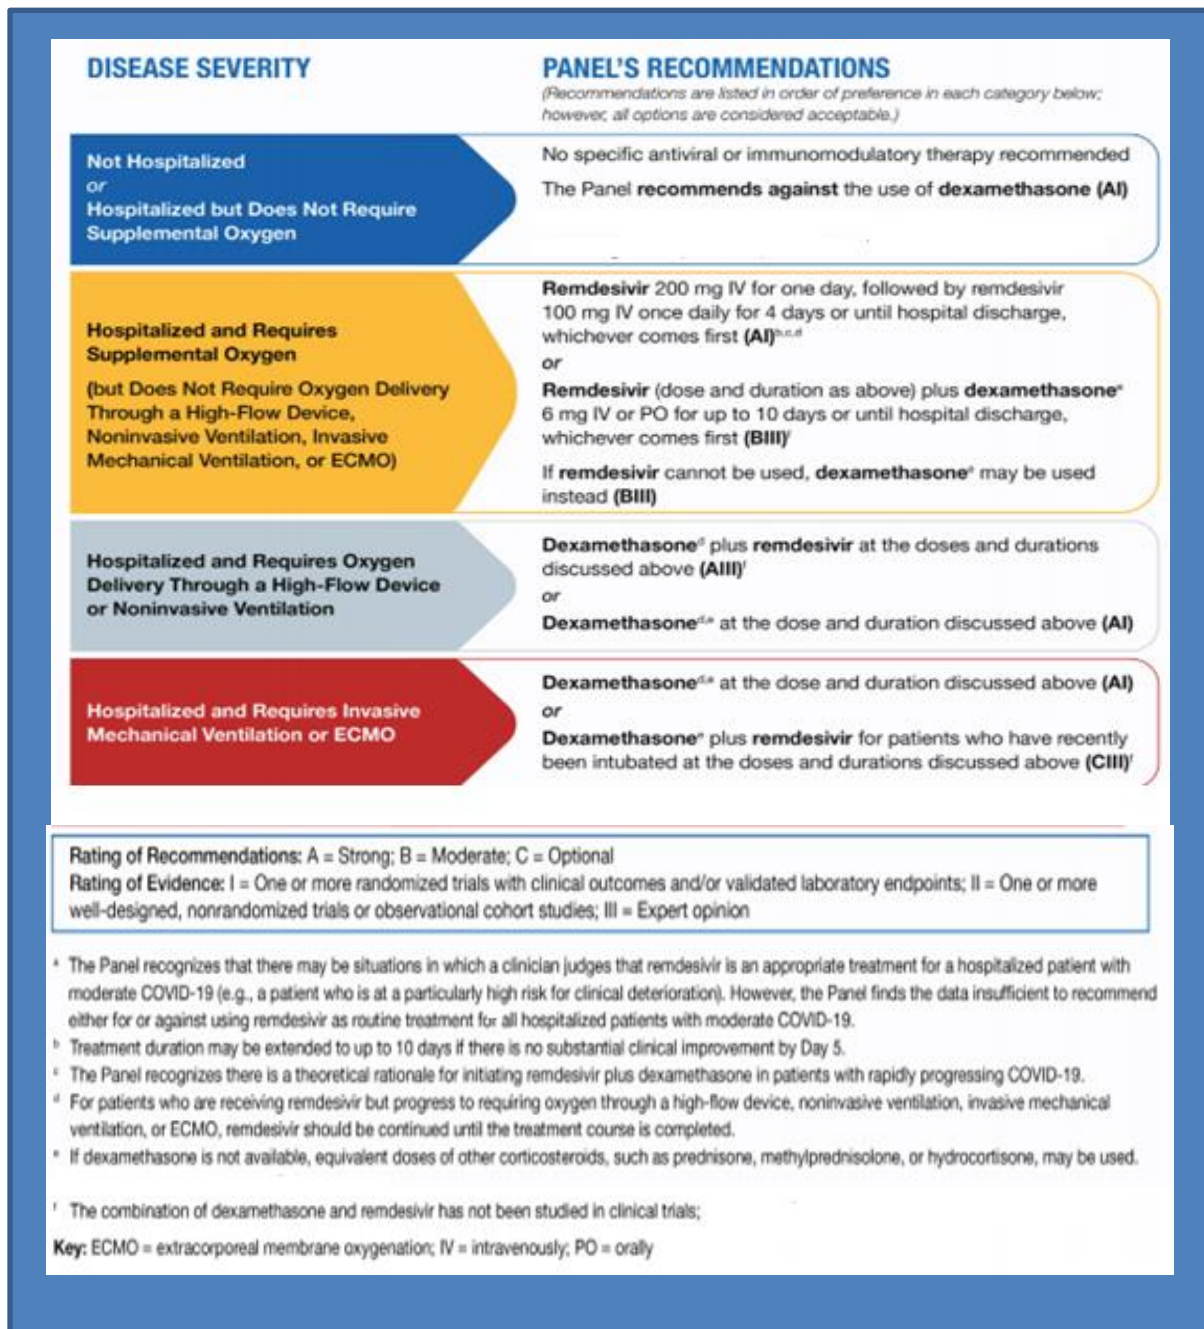 DISEASE SEVERITY
PANEL'S RECOMMENDATIONS
(Recommendations are listed in order of preference in each category below;
however, all options are considered acceptable.)
Not Hospitalized
or
Hospitalized but Does Not Require
Supplemental Oxygen
No specific antiviral or immunomodulatory therapy recommended
The Panel recommends against the use of dexamethasone (AI)
Hospitalized and Requires
Supplemental Oxygen
(but Does Not Require Oxygen Delivery
Through a High-Flow Device,
Noninvasive Ventilation, Invasive
Mechanical Ventilation, or ECMO)
Remdesivir 200 mg IV for one day, followed by remdesivir
100 mg IV once daily for 4 days or until hospital discharge,
whichever comes first (AI)b,c,d
or
Remdesivir (dose and duration as above) plus dexamethasonee
6 mg IV or PO for up to 10 days or until hospital discharge,
whichever comes first (BIII)f
If remdesivir cannot be used, dexamethasonee may be used
instead (BIII)
Hospitalized and Requires Oxygen
Delivery Through a High-Flow Device
or Noninvasive Ventilation
Dexamethasoned plus remdesivir at the doses and durations
discussed above (AIII)f
or
Dexamethasoned,e at the dose and duration discussed above (AI)
Hospitalized and Requires Invasive
Mechanical Ventilation or ECMO
Dexamethasoned,e at the dose and duration discussed above (AI)
or
Dexamethasonee plus remdesivir for patients who have recently
been intubated at the doses and durations discussed above (CIII)f
Rating of Recommendations: A = Strong; B = Moderate; C = Optional
Rating of Evidence: I = One or more randomized trials with clinical outcomes and/or validated laboratory endpoints; II = One or more
well-designed, nonrandomized trials or observational cohort studies; III = Expert opinion
a The Panel recognizes that there may be situations in which a clinician judges that remdesivir is an appropriate treatment for a hospitalized patient with
moderate COVID-19 (e.g., a patient who is at a particularly high risk for clinical deterioration). However, the Panel finds the data insufficient to recommend
either for or against using remdesivir as routine treatment for all hospitalized patients with moderate COVID-19.
b Treatment duration may be extended to up to 10 days if there is no substantial clinical improvement by Day 5.
c The Panel recognizes there is a theoretical rationale for initiating remdesivir plus dexamethasone in patients with rapidly progressing COVID-19.
d For patients who are receiving remdesivir but progress to requiring oxygen through a high-flow device, noninvasive ventilation, invasive mechanical
ventilation, or ECMO, remdesivir should be continued until the treatment course is completed.
e If dexamethasone is not available, equivalent doses of other corticosteroids, such as prednisone, methylprednisolone, or hydrocortisone, may be used.
f The combination of dexamethasone and remdesivir has not been studied in clinical trials;
Key: ECMO = extracorporeal membrane oxygenation; IV = intravenously; PO = orally